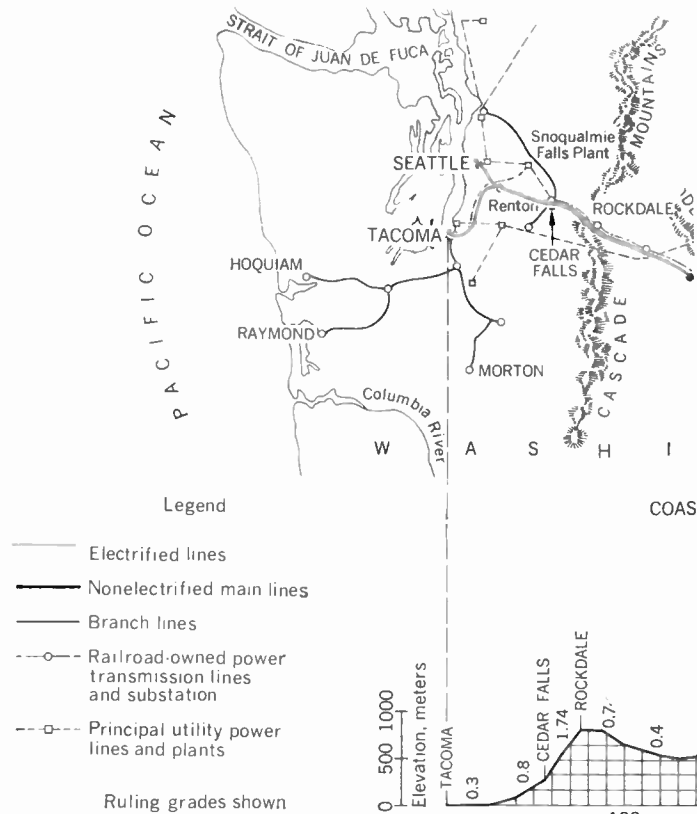 STRAIT OF JUAN DE FUCA
MOUNTAINS
PACIFIC OCEAN
Snoqualmie
Falls Plant
SEATTLE
Renton
ROCKDALE
TACOMA
CEDAR
FALLS
HOQUIAM
RAYMOND
MORTON
CASCADE
Columbia River
W A S H I
Legend
COAS
Electrified lines
Nonelectrified main lines
Branch lines
Railroad-owned power
transmission lines
and substation
Principal utility power
lines and plants
Ruling grades shown
Elevation, meters
1000
500
0
TACOMA
CEDAR FALLS
ROCKDALE
0.3
0.8
1.74
0.7
0.4